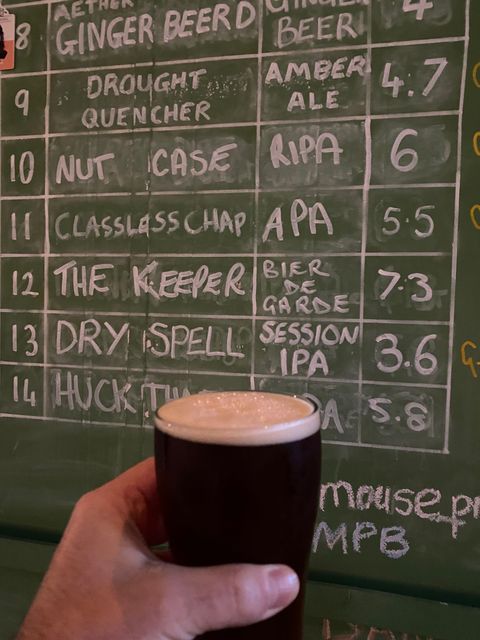 AETHER GINGER 4
8 GINGER BEERD BEER
9 DROUGHT QUENCHER AMBER ALE 4.7
10 NUT CASE RIPA 6
11 CLASSLESS CHAP APA 5.5
12 THE KEEPER BIER DE GARDE 7.3
13 DRY SPELL SESSION IPA 3.6
14 HUCK 5.8
mouse
MPB